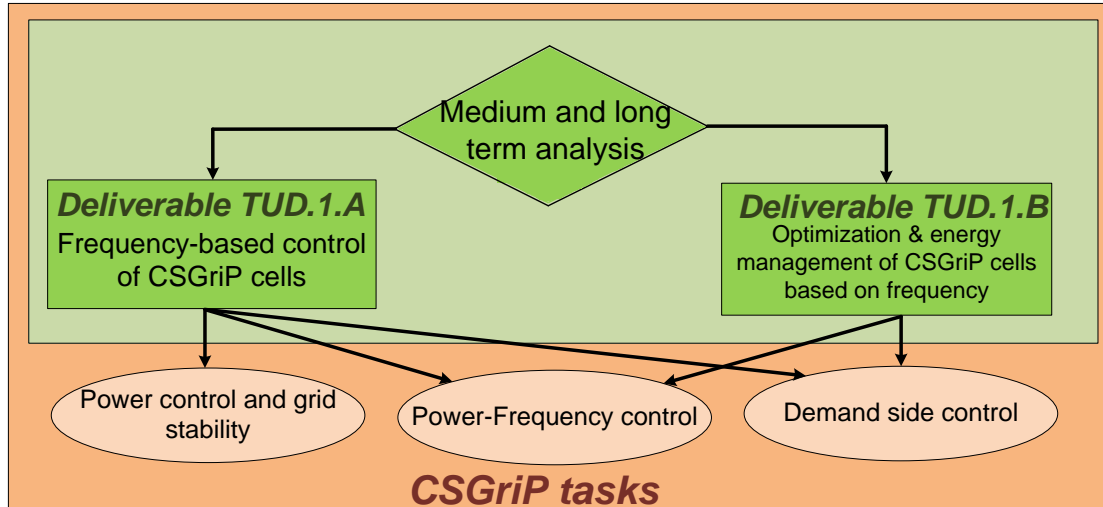 Medium and long
term analysis
Deliverable TUD.1.A
Frequency-based control
of CSGriP cells
Deliverable TUD.1.B
Optimization & energy
management of CSGriP cells
based on frequency
Power control and grid
stability
Power-Frequency control
Demand side control
CSGriP tasks